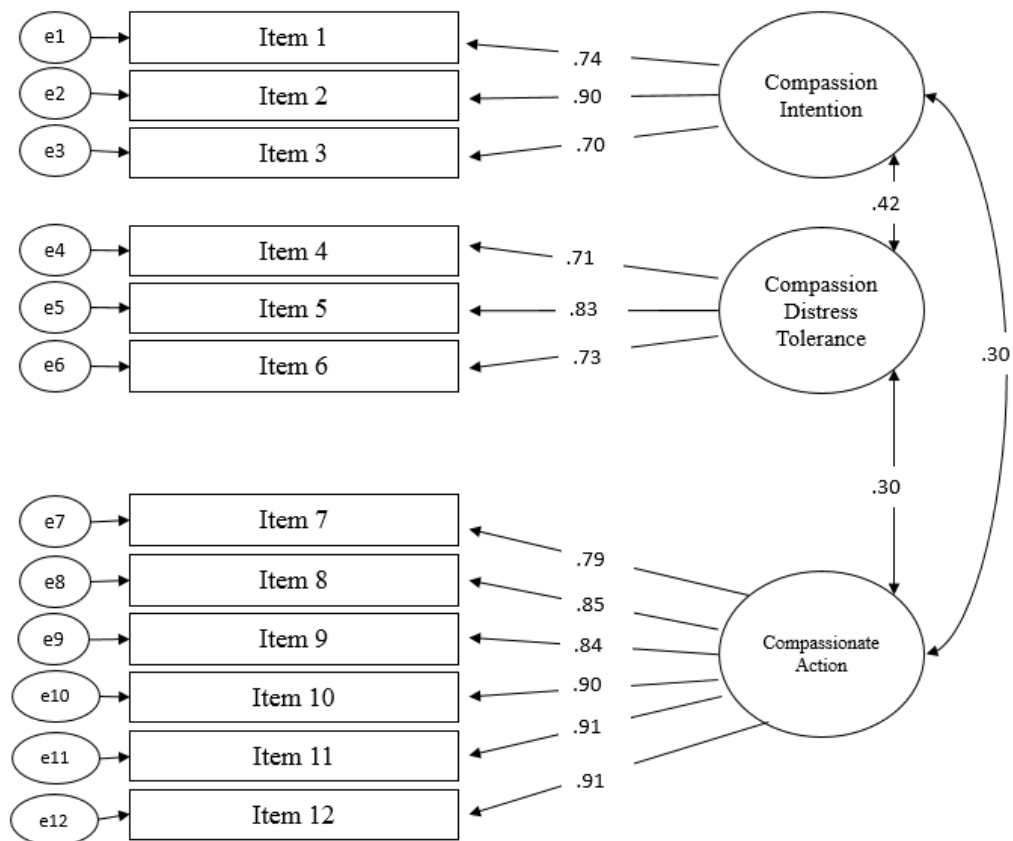 e1
Item 1
.74
Compassion
Intention
e2
Item 2
.90
e3
Item 3
.70
.42
e4
Item 4
.71
Compassion
Distress
Tolerance
e5
Item 5
.83
e6
Item 6
.73
.30
.30
e7
Item 7
.79
e8
Item 8
.85
e9
Item 9
.84
Compassionate
Action
e10
Item 10
.90
e11
Item 11
.91
e12
Item 12
.91